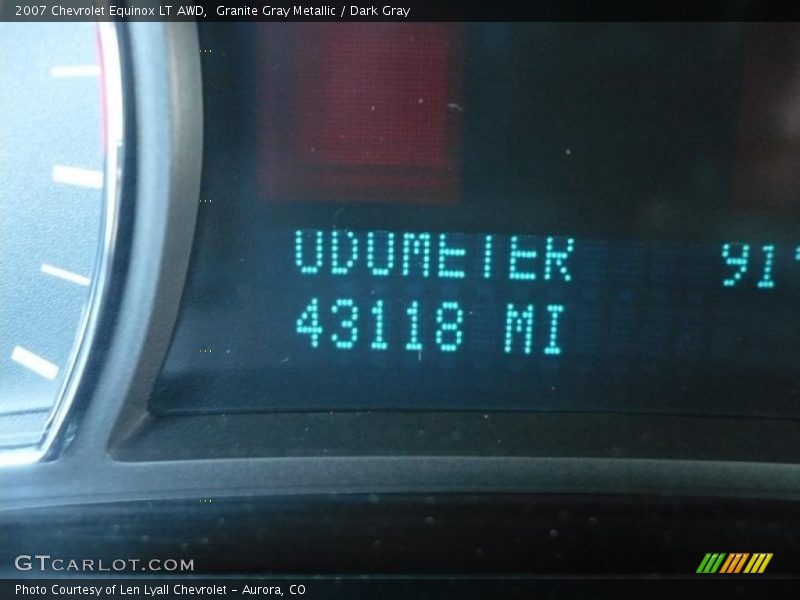 2007 Chevrolet Equinox LT AWD, Granite Gray Metallic / Dark Gray
ODOMETER 91°
43118 MI
GTCARLOT.COM
Photo Courtesy of Len Lyall Chevrolet - Aurora, CO